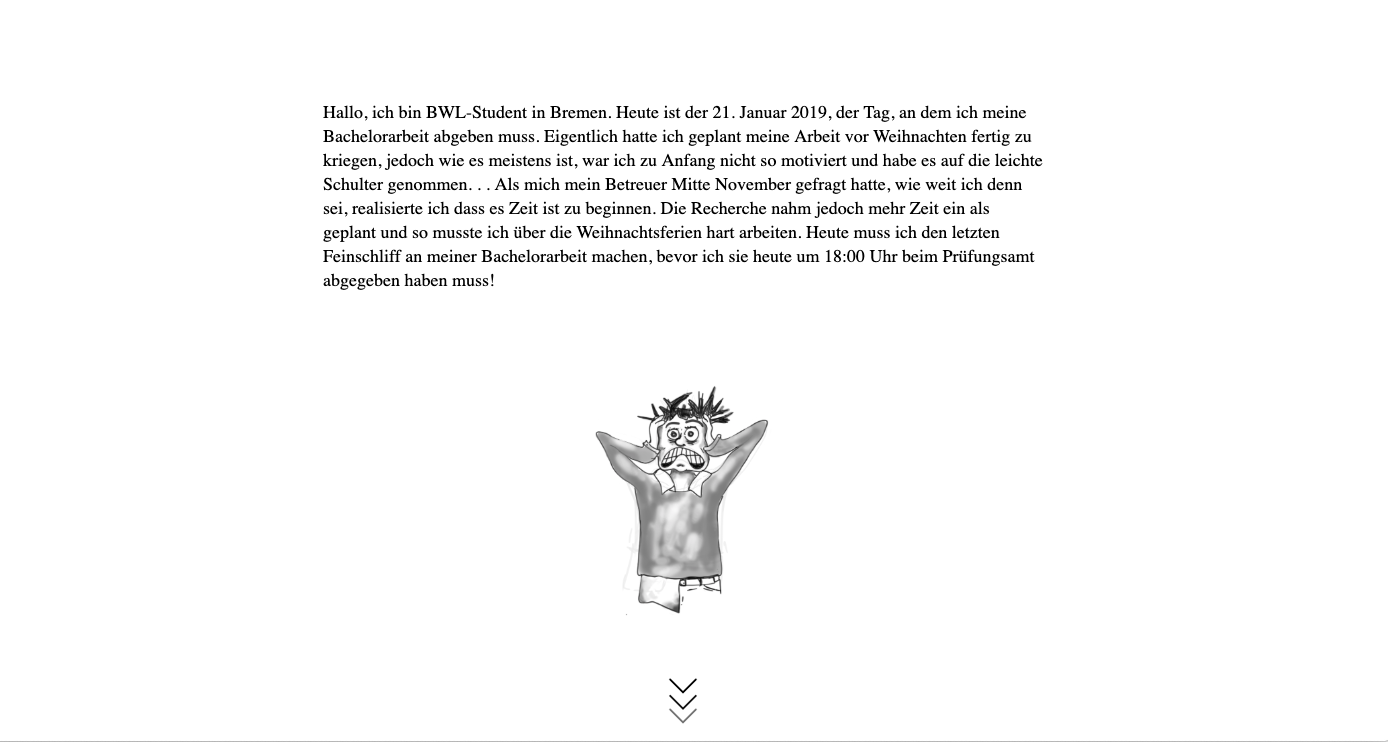 Hallo, ich bin BWL-Student in Bremen. Heute ist der 21. Januar 2019, der Tag, an dem ich meine
Bachelorarbeit abgeben muss. Eigentlich hatte ich geplant meine Arbeit vor Weihnachten fertig zu
kriegen, jedoch wie es meistens ist, war ich zu Anfang nicht so motiviert und habe es auf die leichte
Schulter genommen. . . Als mich mein Betreuer Mitte November gefragt hatte, wie weit ich denn
sei, realisierte ich dass es Zeit ist zu beginnen. Die Recherche nahm jedoch mehr Zeit ein als
geplant und so musste ich über die Weihnachtsferien hart arbeiten. Heute muss ich den letzten
Feinschliff an meiner Bachelorarbeit machen, bevor ich sie heute um 18:00 Uhr beim Prüfungsamt
abgegeben haben muss!